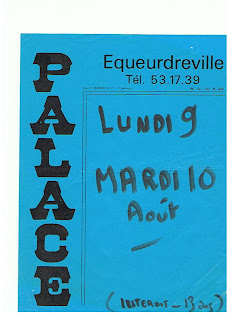 PALACE
Equeurdreville
Tél. 53.17.39
LUNDI 9
MARDI 10
Août
(INTERDIT - 13 ans)